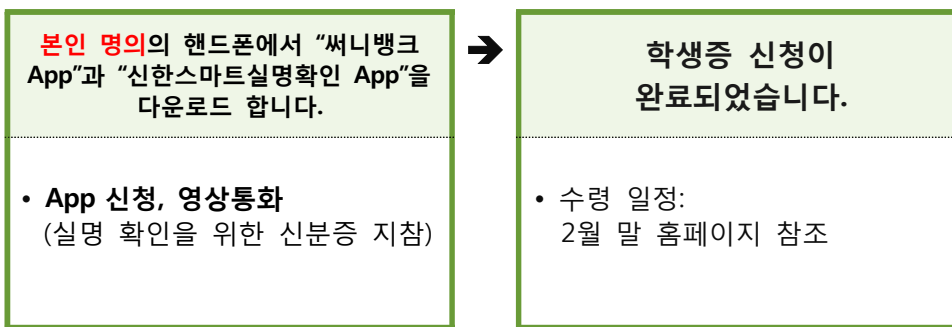 본인 명의의 핸드폰에서 “써니뱅크
App”과 “신한스마트실명확인 App”을
다운로드 합니다.
• App 신청, 영상통화
(실명 확인을 위한 신분증 지참)
➔
학생증 신청이
완료되었습니다.
• 수령 일정:
2월 말 홈페이지 참조